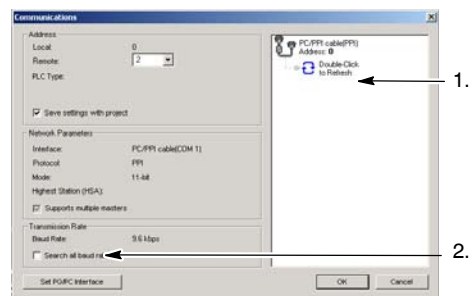 Communications
Address
Local: 0
Remote: 2
PLC Type:
Save settings with project
Network Parameters
Interface: PC/PPI cable(COM 1)
Protocol: PPI
Mode: 11-bit
Highest Station (HSA):
Supports multiple masters
Transmission Rate
Baud Rate: 9.6 kbps
Search all baud
Set PG/PC Interface
PC/PPI cable(PPI)
Address: 0
Double-Click
to Refresh
OK
Cancel
1.
2.